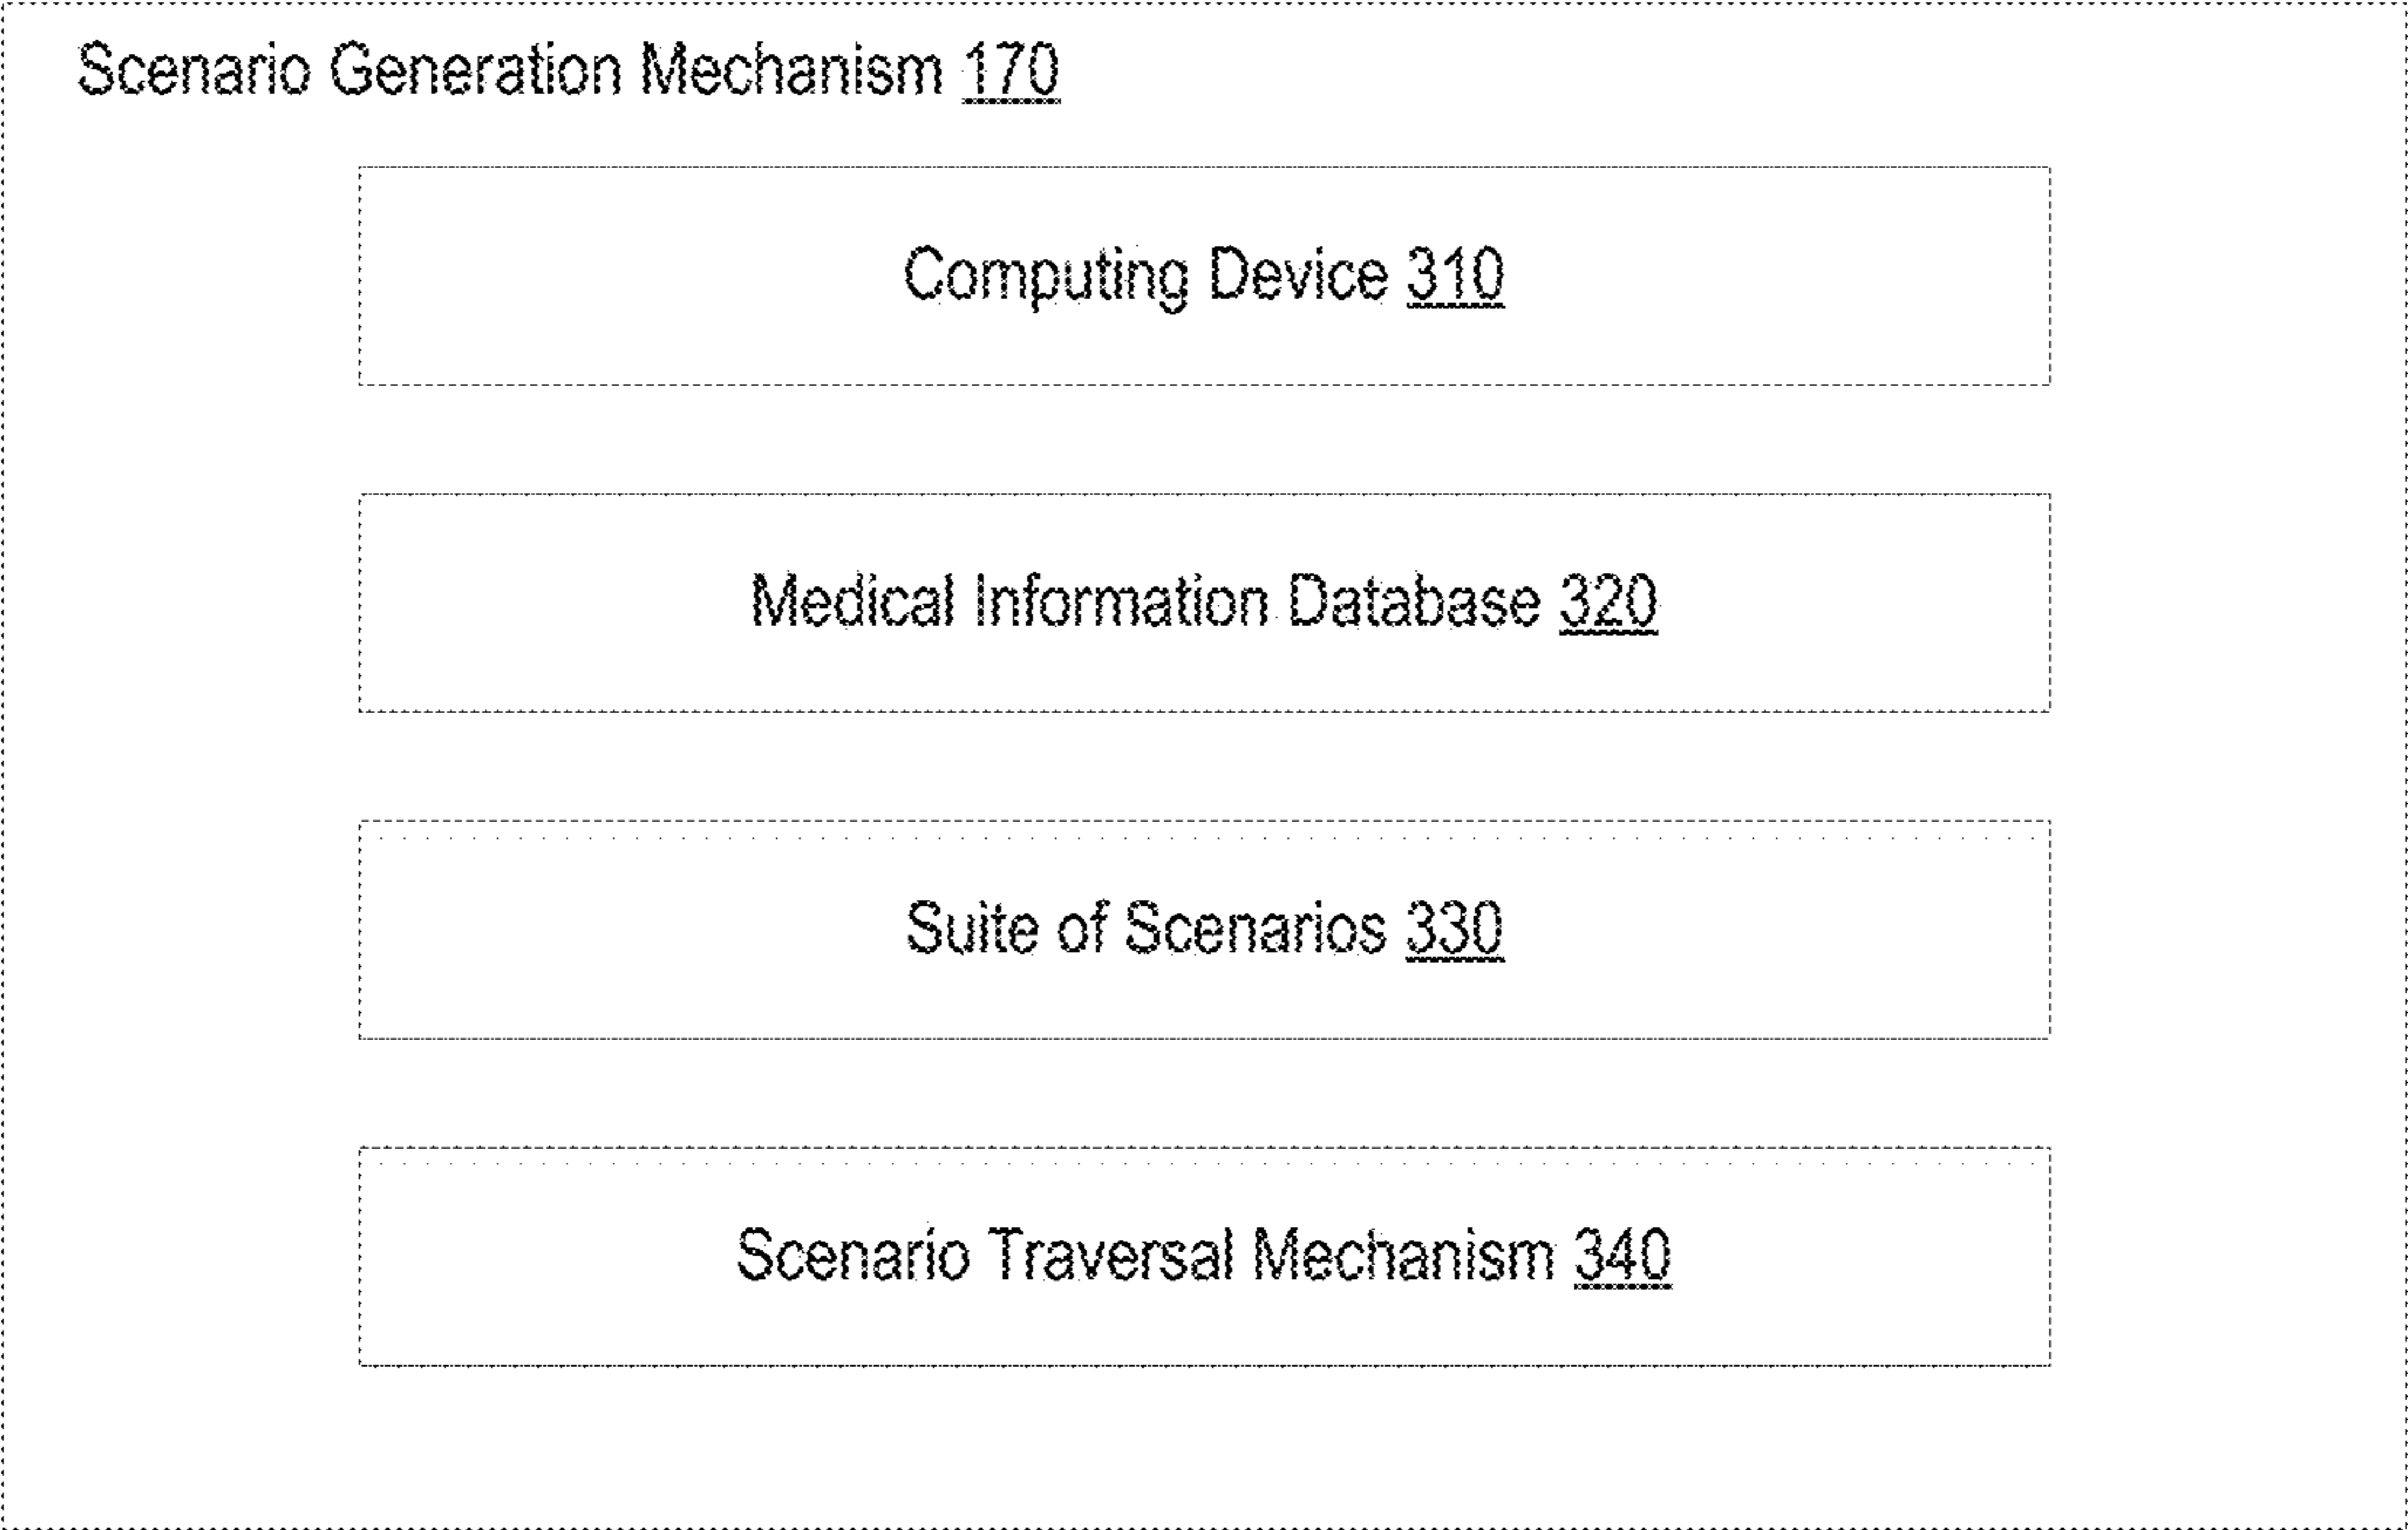 Scenario Generation Mechanism 170
Computing Device 310
Medical Information Database 320
Suite of Scenarios 330
Scenario Traversal Mechanism 340